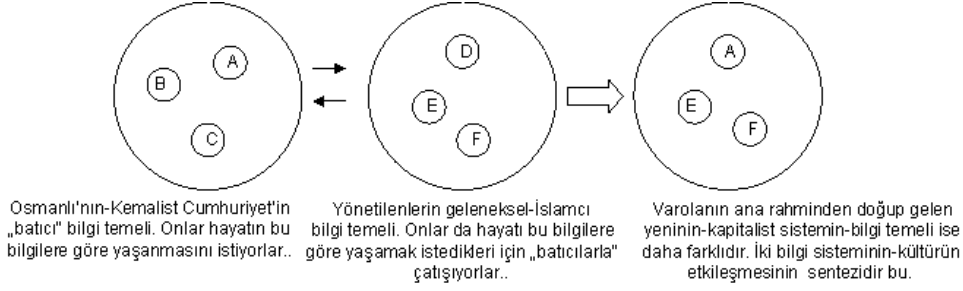 A
B
C
D
E
F
A
E
F
Osmanlı'nın-Kemalist Cumhuriyet'in
„batıcı" bilgi temeli. Onlar hayatın bu
bilgilere göre yaşanmasını istiyorlar..
Yönetilenlerin geleneksel-İslamcı
bilgi temeli. Onlar da hayatı bu bilgilere
göre yaşamak istedikleri için „batıcılarla"
çatışıyorlar..
Varolanın ana rahminden doğup gelen
yeninin-kapitalist sistemin-bilgi temeli ise
daha farklıdır. İki bilgi sisteminin-kültürün
etkileşmesinin sentezidir bu.